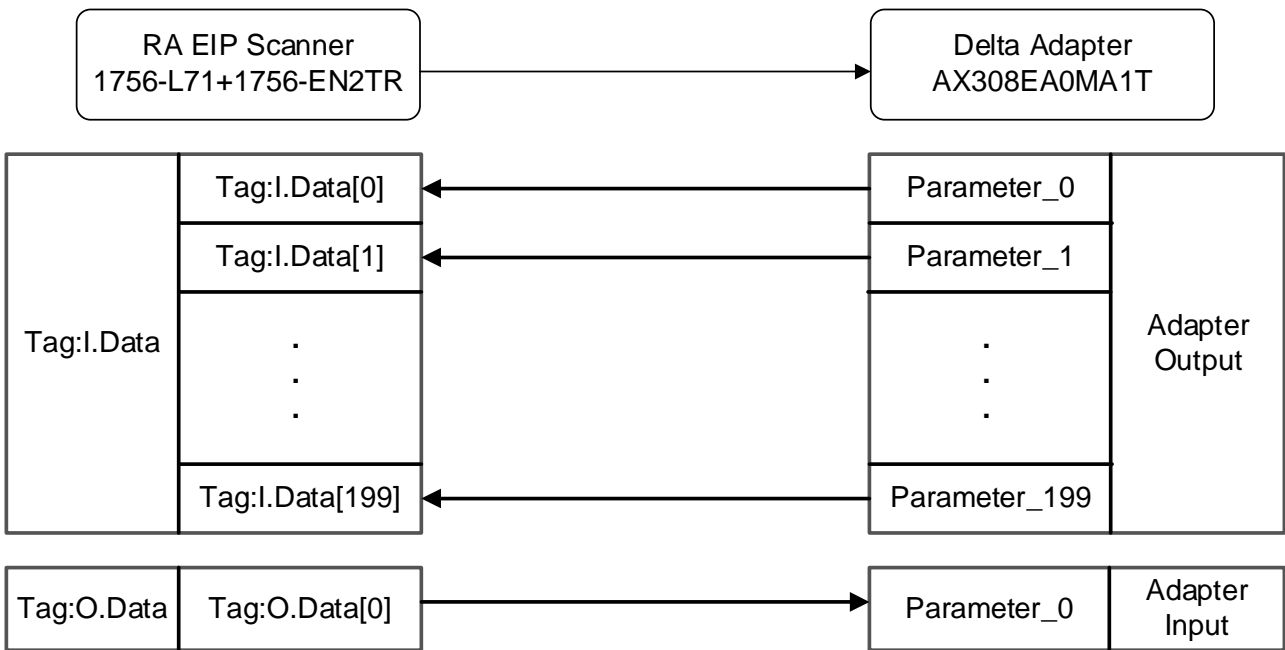 RA EIP Scanner
1756-L71+1756-EN2TR
Delta Adapter
AX308EA0MA1T
Tag:I.Data
Tag:I.Data[0]
Parameter_0
Tag:I.Data[1]
Parameter_1
.
.
.
.
.
.
Tag:I.Data[199]
Parameter_199
Adapter
Output
Tag:O.Data
Tag:O.Data[0]
Parameter_0
Adapter
Input